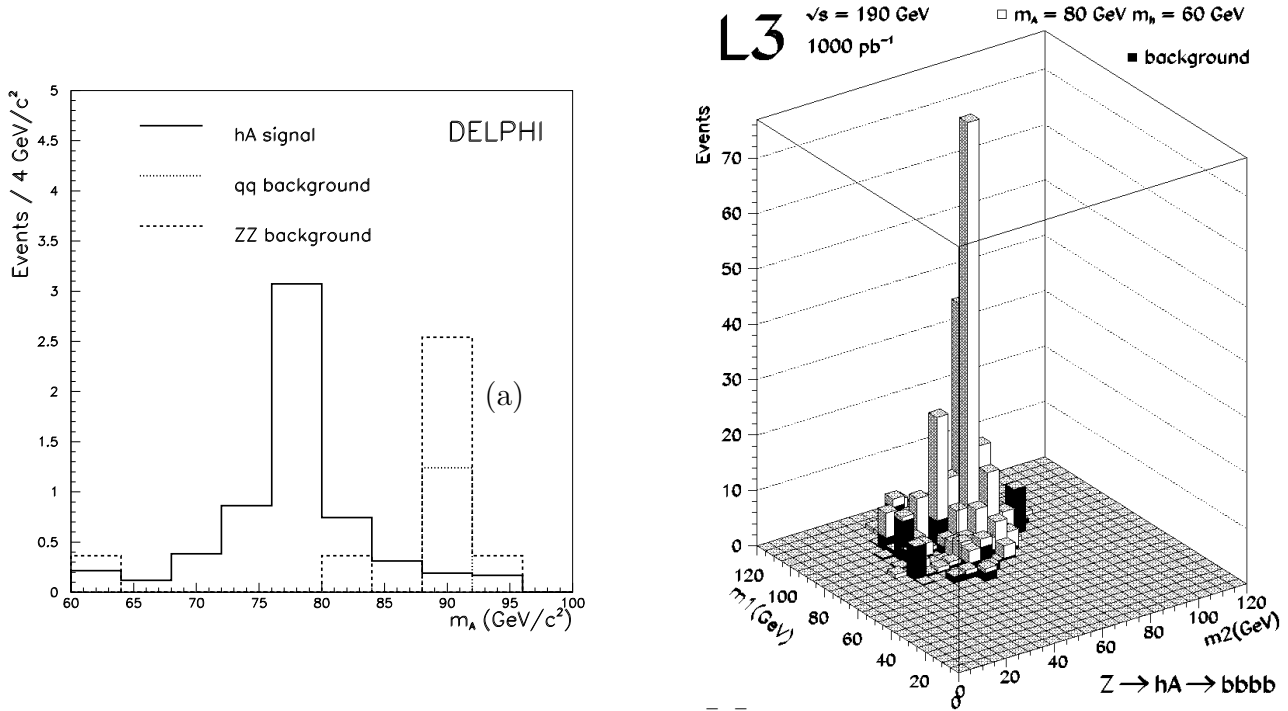 Events / 4 GeV/c²
5
4.5
4
3.5
3
2.5
2
1.5
1
0.5
0
60 65 70 75 80 85 90 95 100
m_A (GeV/c²)
hA signal
qq background
ZZ background
DELPHI
(a)
L3
√s = 190 GeV
1000 pb⁻¹
□ m_A = 80 GeV m_h = 60 GeV
■ background
Events
70
60
50
40
30
20
10
0
120 100 80 60 40 20 0
m1(GeV)
0 20 40 60 80 100 120
m2(GeV)
Z → hA → bbbb